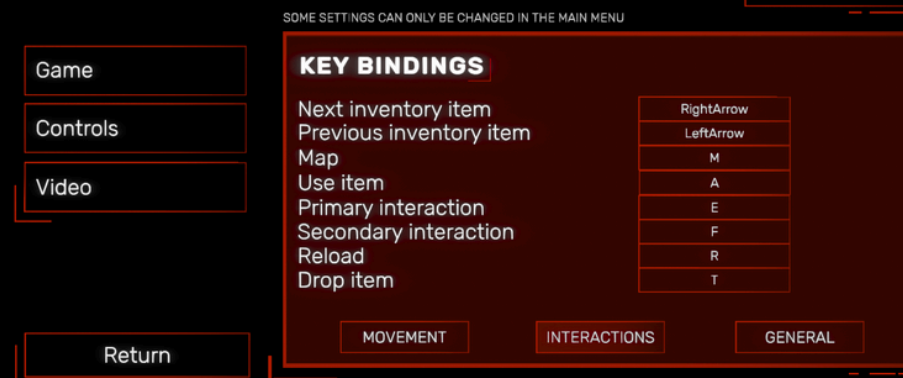 SOME SETTINGS CAN ONLY BE CHANGED IN THE MAIN MENU
Game
Controls
Video
Return
KEY BINDINGS
Next inventory item RightArrow
Previous inventory item LeftArrow
Map M
Use item A
Primary interaction E
Secondary interaction F
Reload R
Drop item T
MOVEMENT INTERACTIONS GENERAL